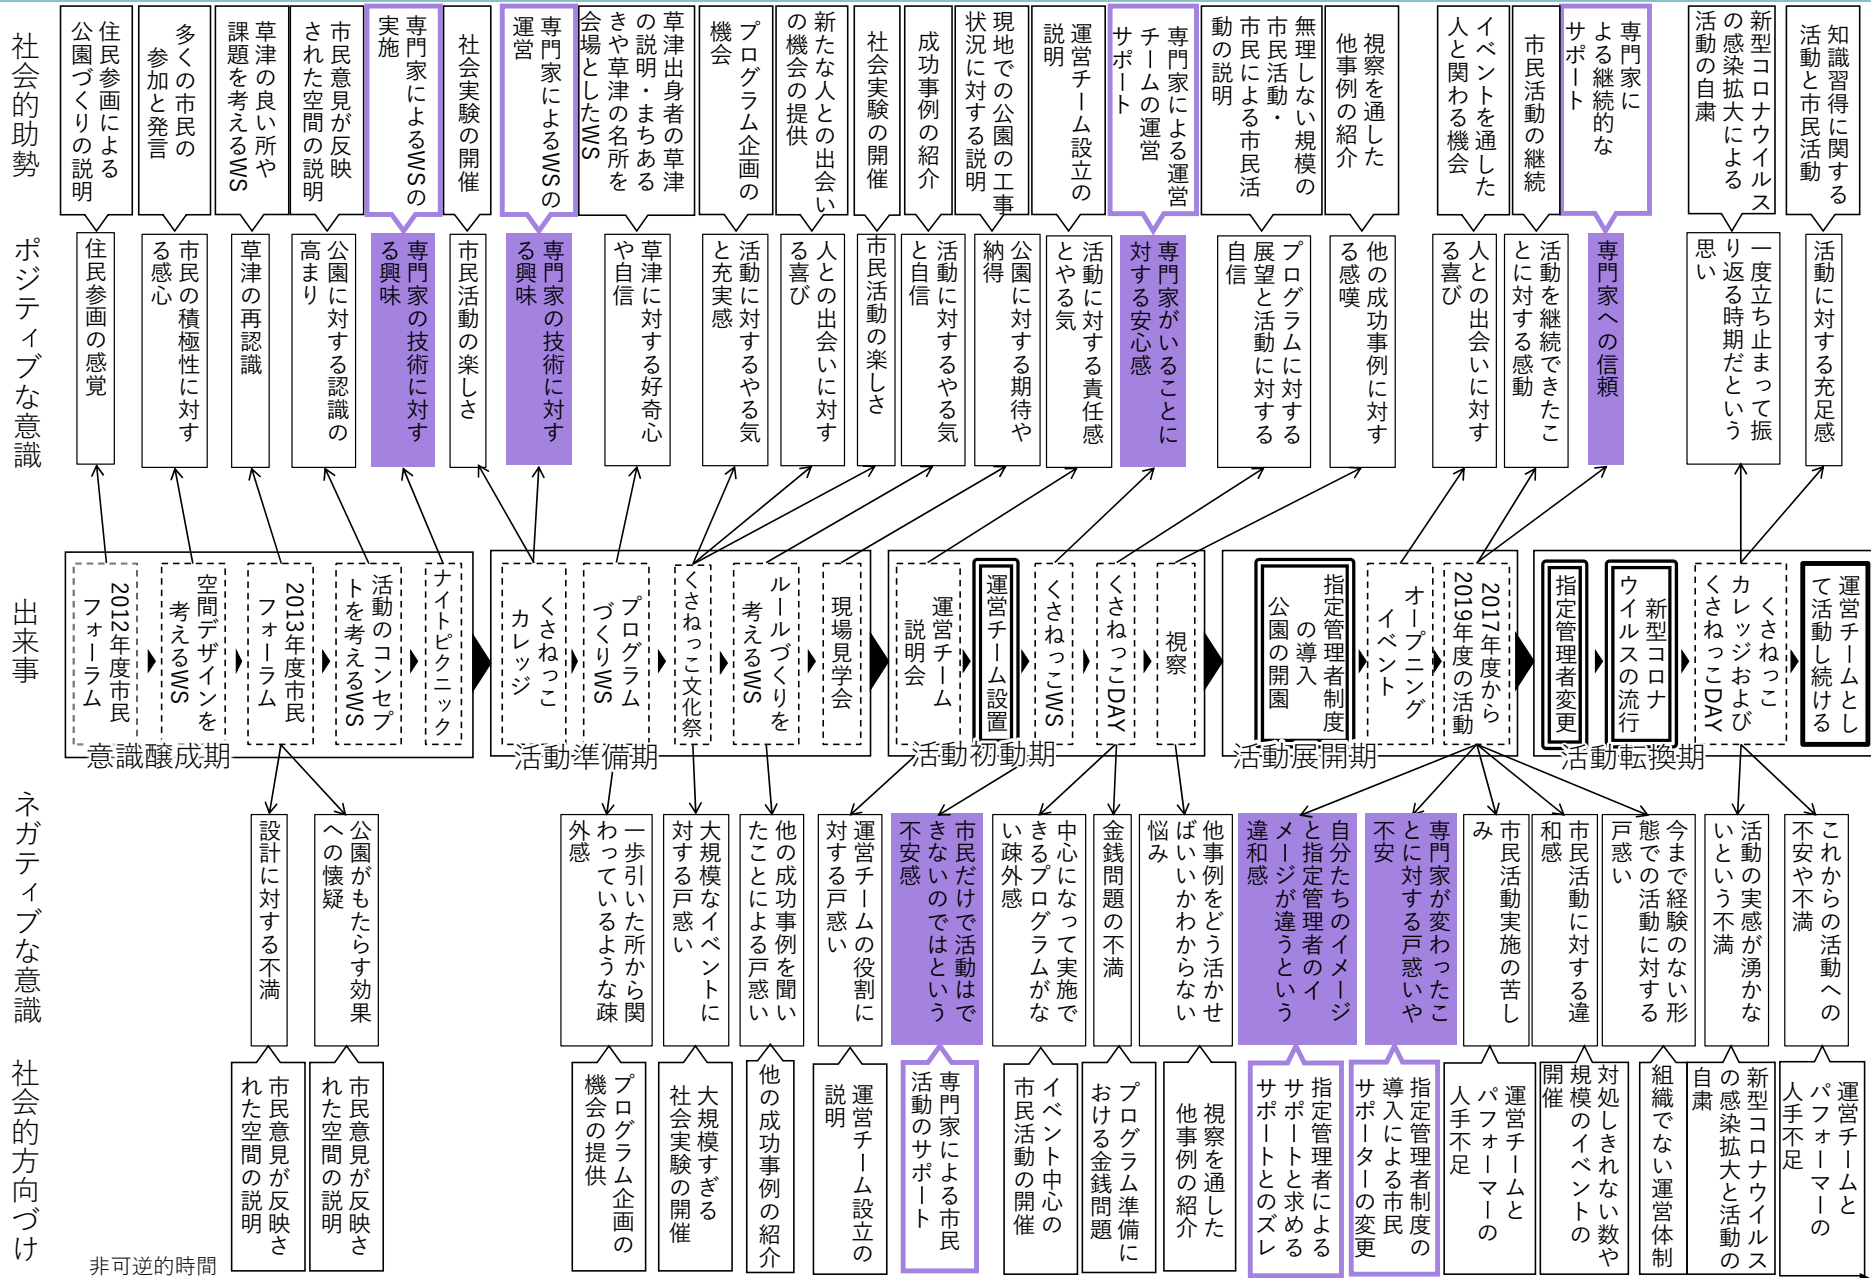 社会的助勢
住民参画による
公園づくりの説明
多くの市民の
参加と発言
草津の良い所や
課題を考えるWS
市民意見が反映
された空間の説明
専門家によるWSの
実施
社会実験の開催
専門家によるWSの
運営
草津出身者の草津
の説明・まちある
きや草津の名所を
会場としたWS
プログラム企画の
機会
新たな人との出会い
の機会の提供
社会実験の開催
成功事例の紹介
現地での公園の工事
状況に対する説明
運営チーム設立の
説明
専門家による運営
チームの運営
サポート
無理しない規模の
市民活動・
市民による市民活
動の説明
視察を通した
他事例の紹介
イベントを通した
人と関わる機会
市民活動の継続
専門家に
よる継続的な
サポート
新型コロナウイルス
の感染拡大による
活動の自粛
知識習得に関する
活動と市民活動
ポジティブな意識
住民参画の感覚
市民の積極性に対す
る感心
草津の再認識
公園に対する認識の
高まり
専門家の技術に対す
る興味
市民活動の楽しさ
専門家の技術に対す
る興味
草津に対する好奇心
や自信
活動に対するやる気
と充実感
人との出会いに対す
る喜び
市民活動の楽しさ
活動に対するやる気
と自信
公園に対する期待や
納得
活動に対する責任感
とやる気
専門家がいることに
対する安心感
プログラムに対する
展望と活動に対する
自信
他の成功事例に対す
る感嘆
人との出会いに対す
る喜び
活動を継続できたこ
とに対する感動
専門家への信頼
一度立ち止まって振
り返る時期だという
思い
活動に対する充足感
出来事
2012年度市民
フォーラム
空間デザインを
考えるWS
2013年度市民
フォーラム
活動のコンセプ
トを考えるWS
ナイトピクニック
意識醸成期
くさねっこ
カレッジ
プログラム
づくりWS
くさねっこ文化祭
ルールづくりを
考えるWS
現場見学会
活動準備期
運営チーム
説明会
運営チーム設置
くさねっこWS
くさねっこDAY
視察
活動初動期
指定管理者制度
の導入
公園の開園
オープニング
イベント
2017年度から
2019年度の活動
活動展開期
指定管理者変更
新型コロナ
ウイルスの流行
くさねっこ
カレッジおよび
くさねっこDAY
運営チームとし
て活動し続ける
活動転換期
ネガティブな意識
設計に対する不満
公園がもたらす効果
への懐疑
一歩引いた所から関
わっているような疎
外感
大規模なイベントに
対する戸惑い
他の成功事例を聞い
たことによる戸惑い
運営チームの役割に
対する戸惑い
市民だけで活動はで
きないのではという
不安感
中心になって実施で
きるプログラムがな
い疎外感
金銭問題の不満
他事例をどう活かせ
ばいいかわからない
悩み
自分たちのイメージ
と指定管理者のイ
メージが違うという
違和感
専門家が変わったこ
とに対する戸惑いや
不安
市民活動実施の苦し
み
市民活動に対する違
和感
今まで経験のない形
態での活動に対する
戸惑い
活動の実感が湧かな
いという不満
これからの活動への
不安や不満
社会的方向づけ
市民意見が反映さ
れた空間の説明
市民意見が反映さ
れた空間の説明
プログラム企画の
機会の提供
大規模すぎる
社会実験の開催
他の成功事例の紹介
運営チーム設立の
説明
専門家による市民
活動のサポート
イベント中心の
市民活動の開催
プログラム準備に
おける金銭問題
視察を通した
他事例の紹介
指定管理者による
サポートと求める
サポートとのズレ
指定管理者制度の
導入による市民
サポーターの変更
運営チームと
パフォーマーの
人手不足
対処しきれない数や
規模のイベントの
開催
組織でない運営体制
新型コロナウイルス
の感染拡大と活動の
自粛
運営チームと
パフォーマーの
人手不足
非可逆的時間